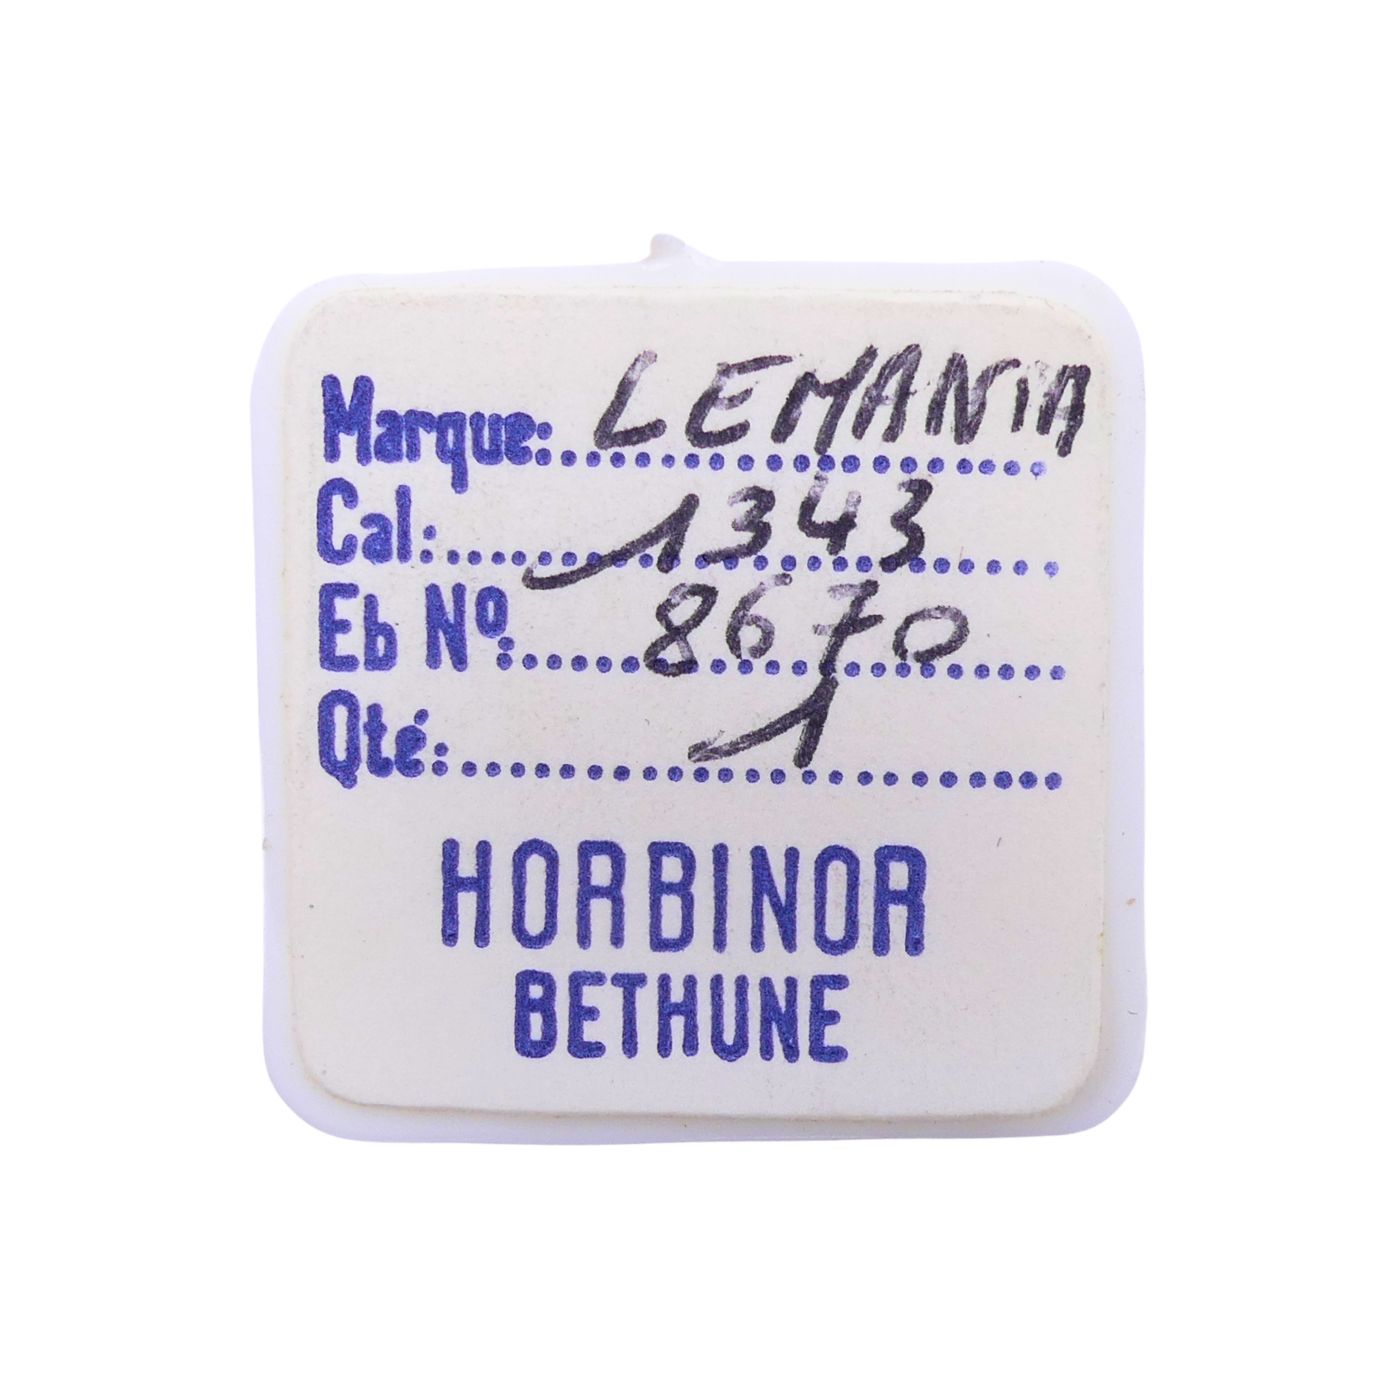 Marque: LEMANIA
Cal: 1343
Eb Nº: 8670
Qté: 1
HORBINOR
BETHUNE